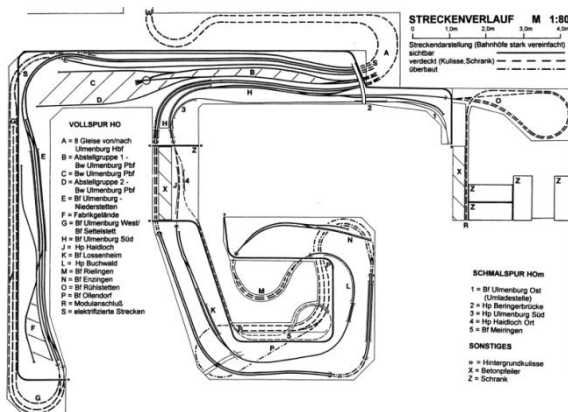 STRECKENVERLAUF M 1:80
0 1,0m 2,0m 3,0m 4,0m
Streckendarstellung (Bahnhöfe stark vereinfacht)
sichtbar
verdeckt (Kulisse,Schrank)
überbaut
VOLLSPUR HO
A = 8 Gleise von/nach
Ulmenburg Hbf
B = Abstellgruppe 1 -
Bw Ulmenburg Pbf
C = Bw Ulmenburg Pbf
D = Abstellgruppe 2 -
Bw Ulmenburg Pbf
E = Bf Ulmenburg -
Niederstetten
F = Fabrikgelände
G = Bf Ulmenburg West/
Bf Settelstett
H = Bf Ulmenburg Süd
J = Hp Haidloch
K = Bf Lossenheim
L = Hp Buchwald
M = Bf Rielingen
N = Bf Enzingen
O = Bf Rühlstetten
P = Bf Ollendorf
R = Modulanschluß
S = elektrifizierte Strecken
SCHMALSPUR HOm
1 = Bf Ulmenburg Ost
(Umladestelle)
2 = Hp Beringerbrücke
3 = Hp Ulmenburg Süd
4 = Hp Haidloch Ort
5 = Bf Meiringen
SONSTIGES
= Hintergrundkulisse
X = Betonpfeiler
Z = Schrank
S
A
S
B
C
D
H
1
O
3
2
G
E
H
Z
X
J
4
Z
Z
Z
R
N
M
L
K
5
P
F
G